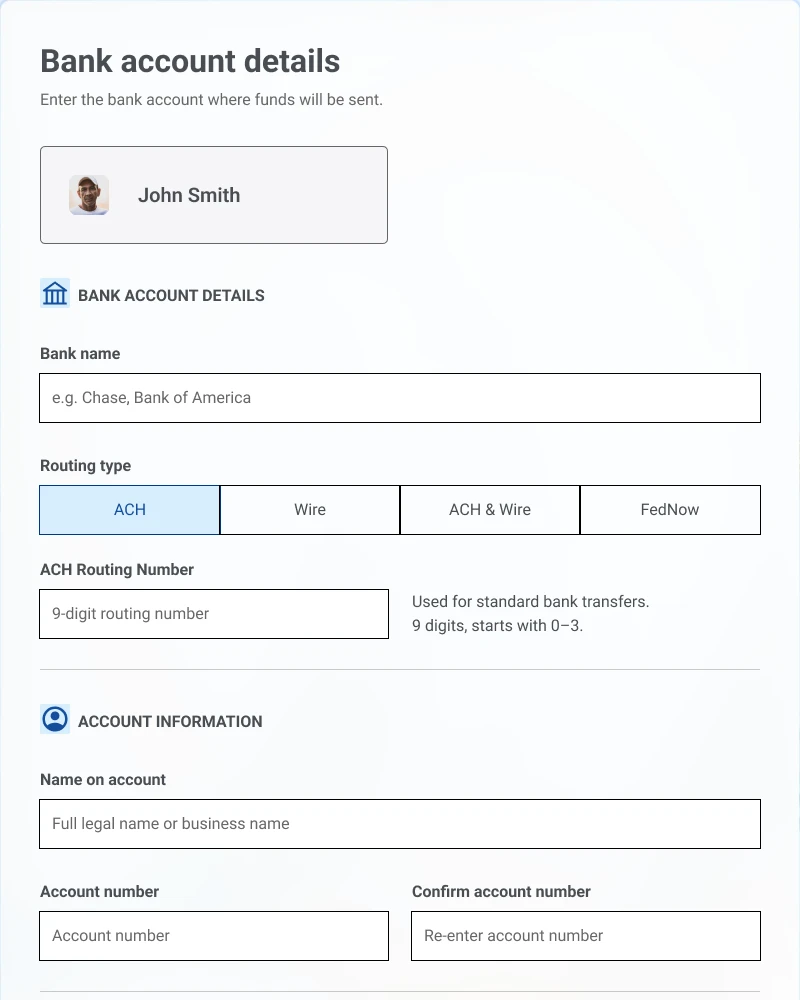 Bank account details
Enter the bank account where funds will be sent.
John Smith
BANK ACCOUNT DETAILS
Bank name
e.g. Chase, Bank of America
Routing type
ACH
Wire
ACH & Wire
FedNow
ACH Routing Number
9-digit routing number
Used for standard bank transfers.
9 digits, starts with 0–3.
ACCOUNT INFORMATION
Name on account
Full legal name or business name
Account number
Confirm account number
Account number
Re-enter account number